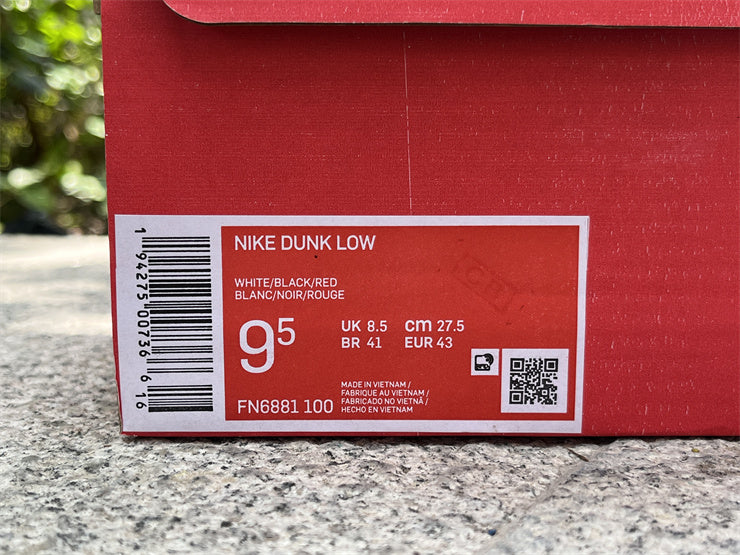 NIKE DUNK LOW
WHITE/BLACK/RED
BLANC/NOIR/ROUGE
9⁵
UK 8.5 cm 27.5
BR 41 EUR 43
FN6881 100
MADE IN VIETNAM /
FABRIQUE AU VIETNAM /
FABRICADO NO VIETNÃ /
HECHO EN VIETNAM
1 94275 00736 6 16